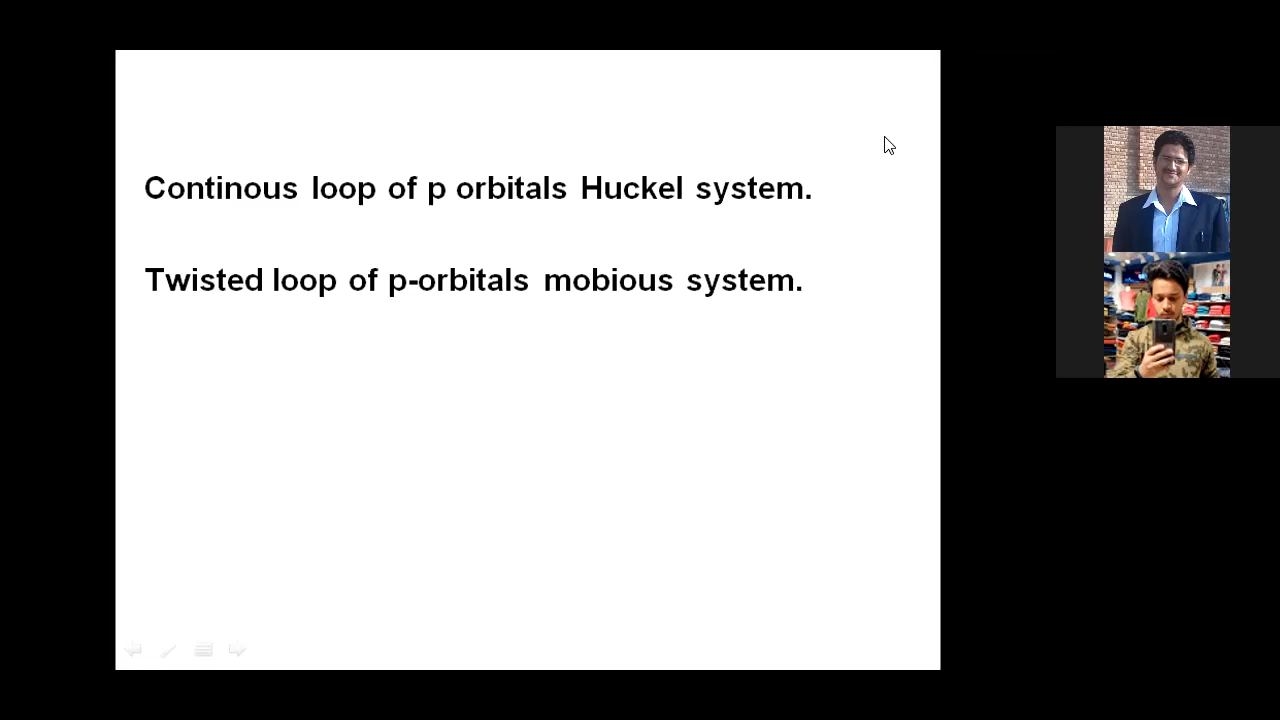 Continous loop of p orbitals Huckel system.
Twisted loop of p-orbitals mobious system.